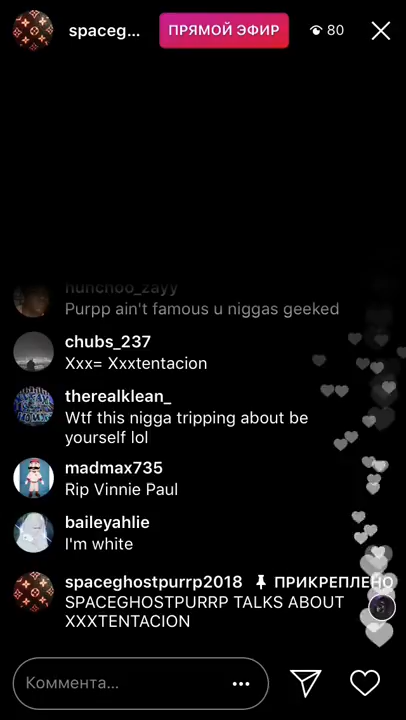 spaceg...
ПРЯМОЙ ЭФИР
80
nunchoo_zayy
Purpp ain't famous u niggas geeked
chubs_237
Xxx= Xxxtentacion
therealklean_
Wtf this nigga tripping about be
yourself lol
madmax735
Rip Vinnie Paul
baileyahlie
I'm white
spaceghostpurrp2018 ПРИКРЕПЛЕНО
SPACEGHOSTPURRP TALKS ABOUT
XXXTENTACION
Коммента...